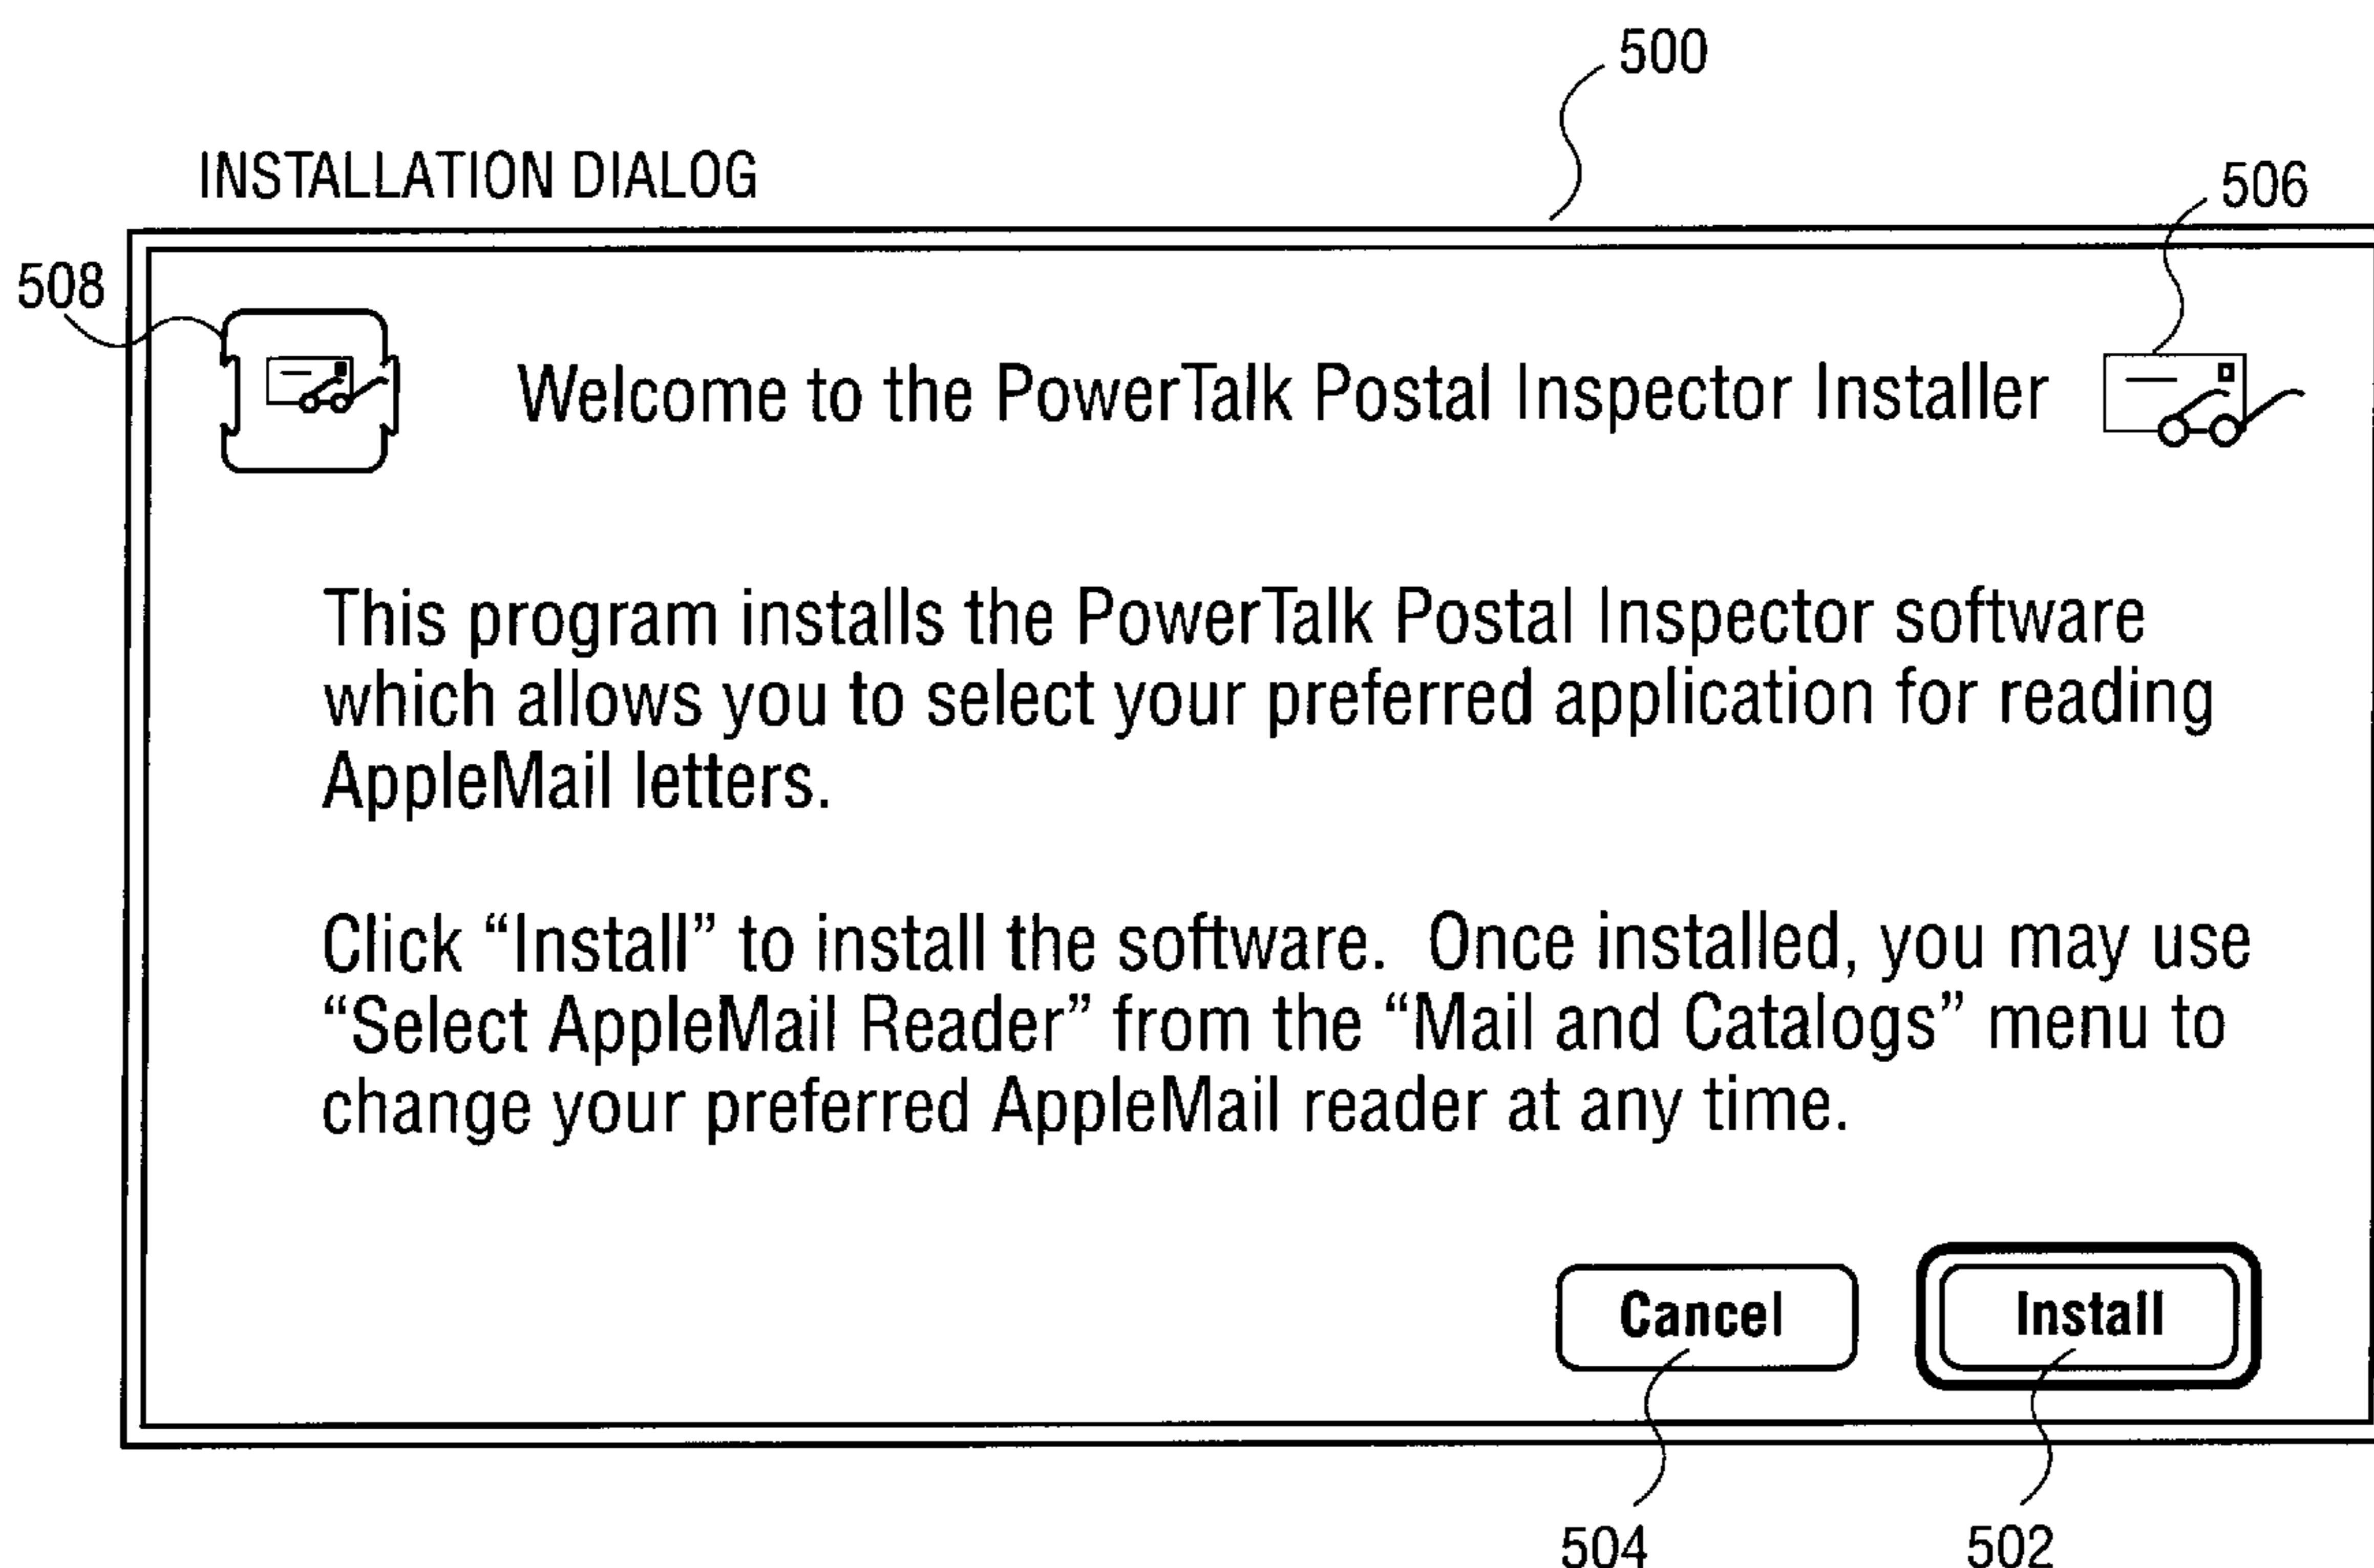 500
INSTALLATION DIALOG
506
508
Welcome to the PowerTalk Postal Inspector Installer
This program installs the PowerTalk Postal Inspector software
which allows you to select your preferred application for reading
AppleMail letters.
Click “Install” to install the software. Once installed, you may use
“Select AppleMail Reader” from the “Mail and Catalogs” menu to
change your preferred AppleMail reader at any time.
Cancel Install
504 502